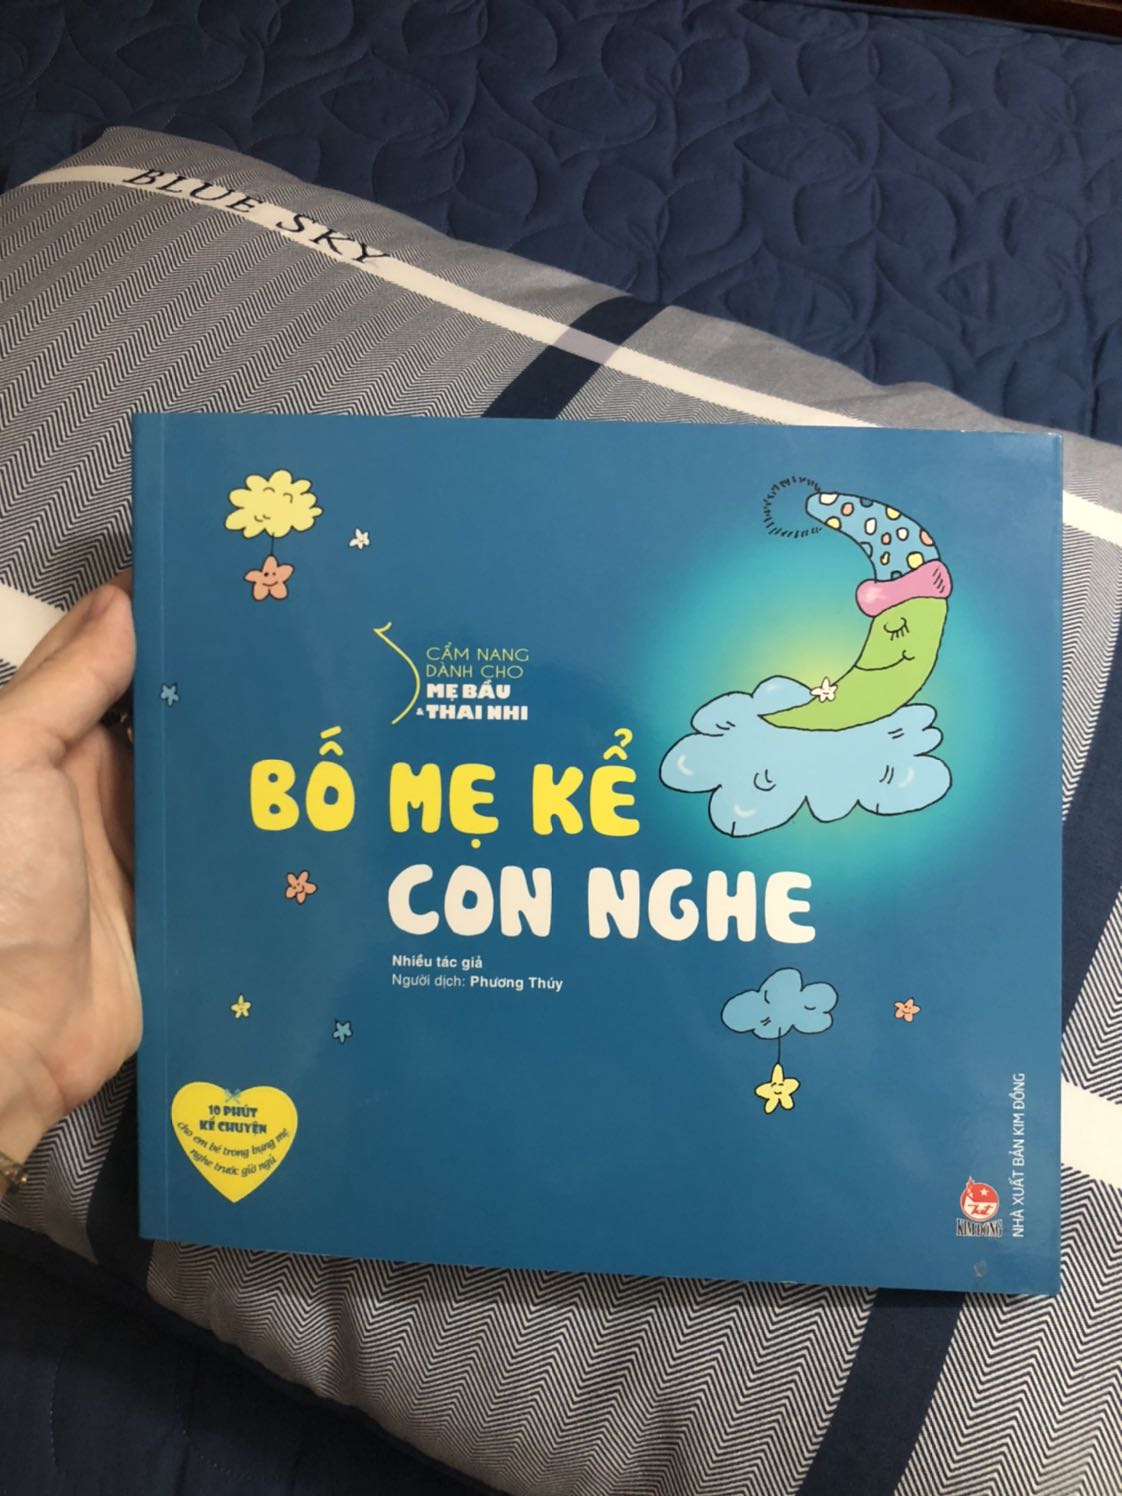 BLUE SKY
CẨM NANG
DÀNH CHO
MẸ BẦU
& THAI NHI
BỐ MẸ KỂ
CON NGHE
Nhiều tác giả
Người dịch: Phương Thúy
10 PHÚT
KỂ CHUYỆN
cho em bé trong bụng mẹ
nghe trước giờ ngủ
KIM ĐỒNG
NHÀ XUẤT BẢN KIM ĐỒNG